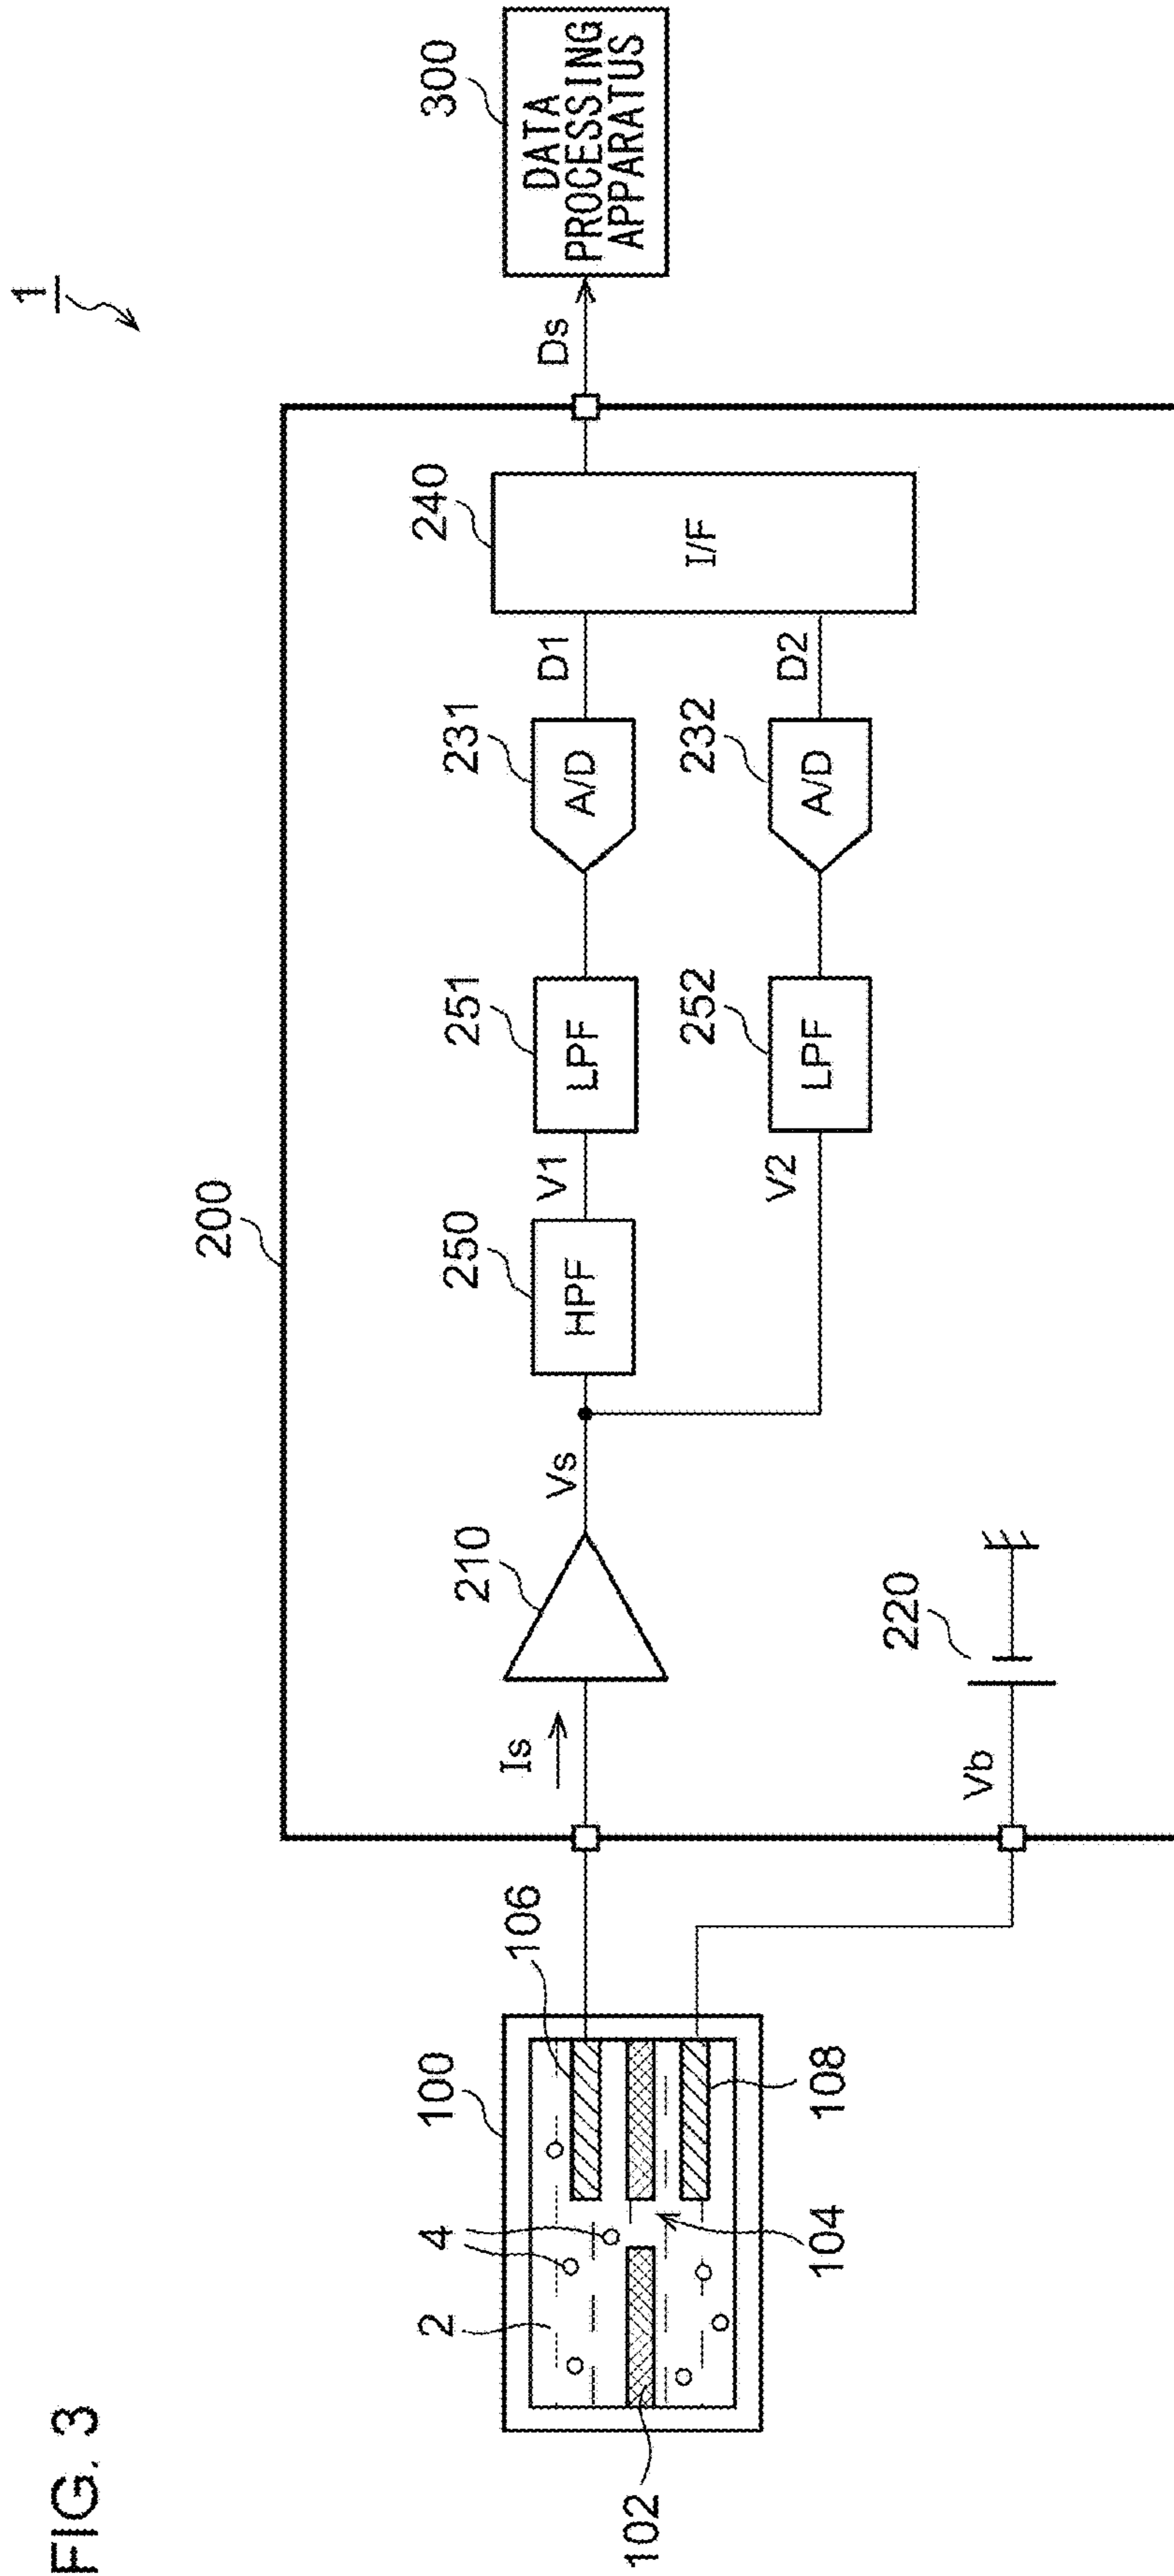 FIG. 3
1
200
300
DATA
PROCESSING
APPARATUS
100
106
2
4
102
104
108
Is
210
Vs
250
HPF
V1
251
LPF
231
A/D
D1
240
I/F
Ds
V2
252
LPF
232
A/D
D2
Vb
220